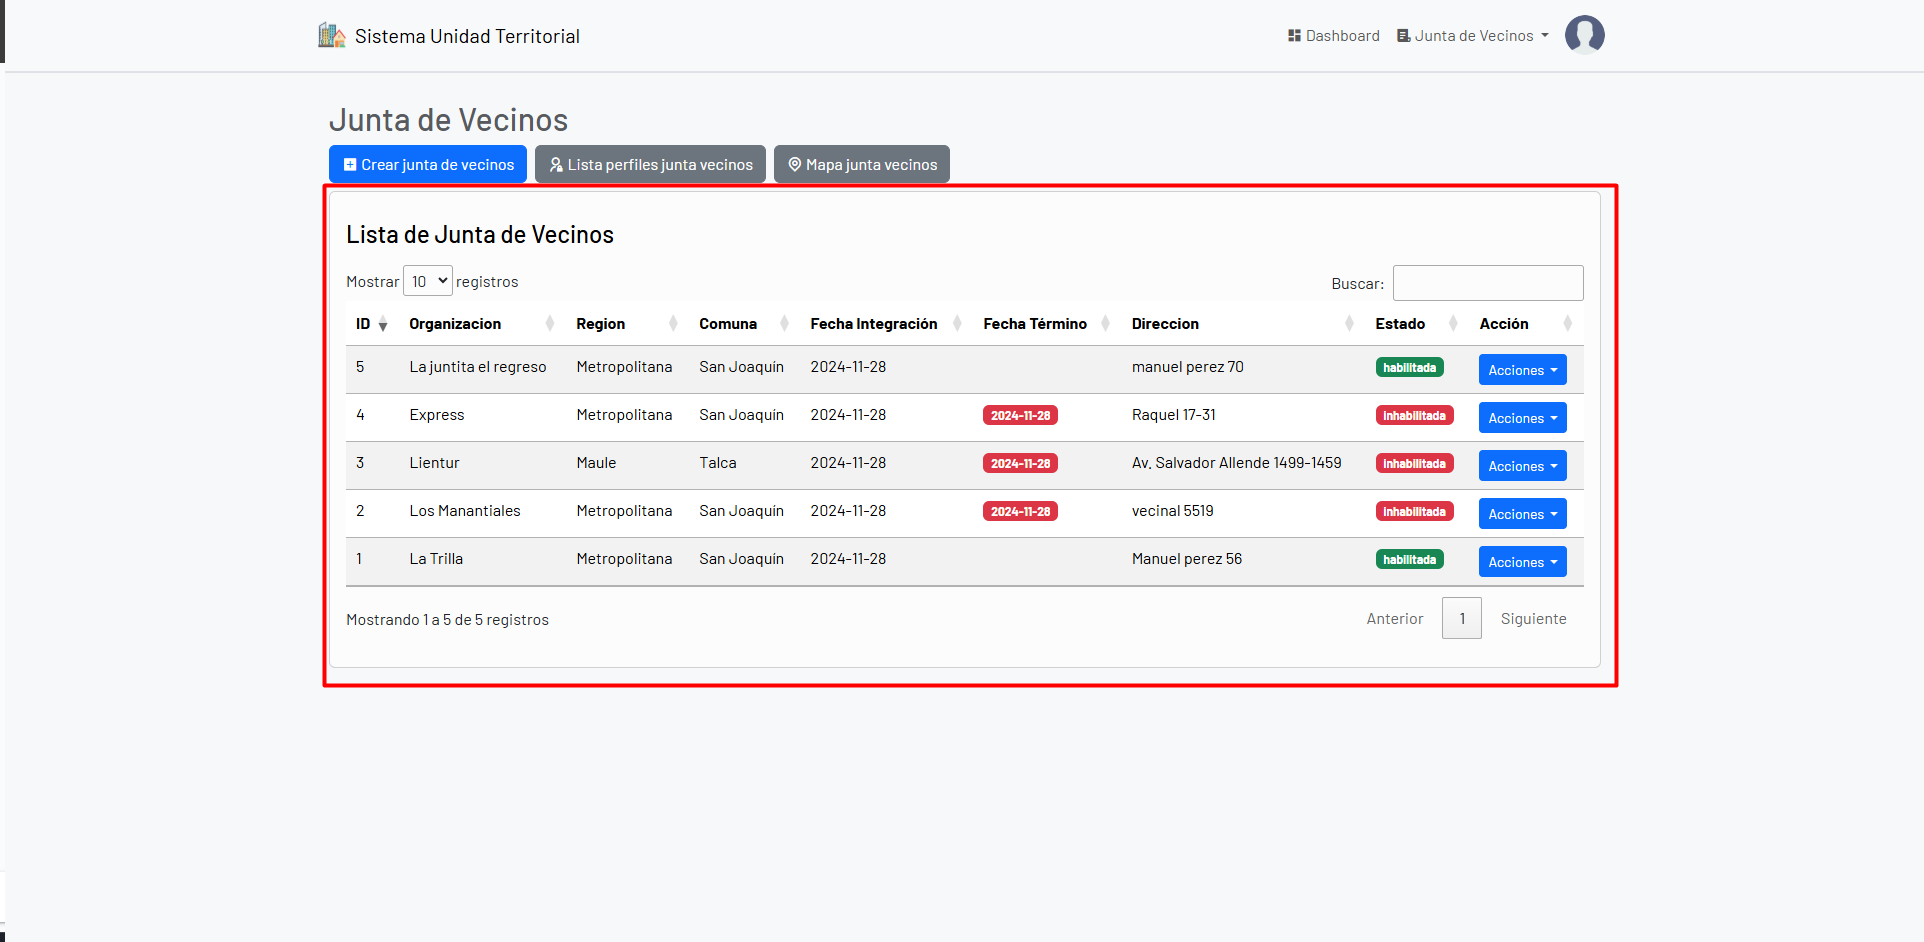 Sistema Unidad Territorial
Dashboard Junta de Vecinos
Junta de Vecinos
Crear junta de vecinos Lista perfiles junta vecinos Mapa junta vecinos
Lista de Junta de Vecinos
Mostrar 10 registros Buscar:
ID Organizacion Region Comuna Fecha Integración Fecha Término Direccion Estado Acción
5 La juntita el regreso Metropolitana San Joaquín 2024-11-28 manuel perez 70 habilitada Acciones
4 Express Metropolitana San Joaquín 2024-11-28 2024-11-28 Raquel 17-31 Inhabilitada Acciones
3 Lientur Maule Talca 2024-11-28 2024-11-28 Av. Salvador Allende 1499-1459 Inhabilitada Acciones
2 Los Manantiales Metropolitana San Joaquín 2024-11-28 2024-11-28 vecinal 5519 Inhabilitada Acciones
1 La Trilla Metropolitana San Joaquín 2024-11-28 Manuel perez 56 habilitada Acciones
Mostrando 1 a 5 de 5 registros Anterior 1 Siguiente